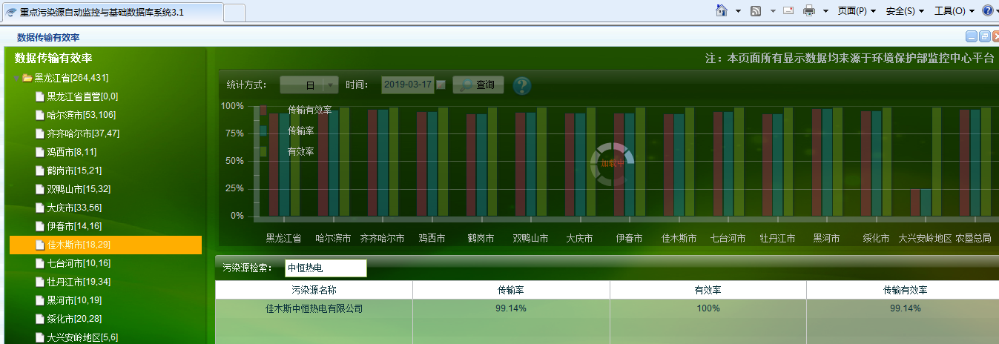 重点污染源自动监控与基础数据库系统3.1
页面(P) 安全(S) 工具(O)
数据传输有效率
数据传输有效率
注：本页面所有显示数据均来源于环境保护部监控中心平台
黑龙江省[264,431]
黑龙江省直管[0,0]
哈尔滨市[53,106]
齐齐哈尔市[37,47]
鸡西市[8,11]
鹤岗市[15,21]
双鸭山市[15,32]
大庆市[33,56]
伊春市[14,16]
佳木斯市[18,29]
七台河市[10,16]
牡丹江市[19,34]
黑河市[10,19]
绥化市[20,28]
大兴安岭地区[5,6]
统计方式： 日 时间： 2019-03-17 查询
100%
75%
50%
25%
0%
传输有效率
传输率
有效率
加载中
黑龙江省 哈尔滨市 齐齐哈尔市 鸡西市 鹤岗市 双鸭山市 大庆市 伊春市 佳木斯市 七台河市 牡丹江市 黑河市 绥化市 大兴安岭地区 农垦总局
污染源检索： 中恒热电
污染源名称 传输率 有效率 传输有效率
佳木斯中恒热电有限公司 99.14% 100% 99.14%